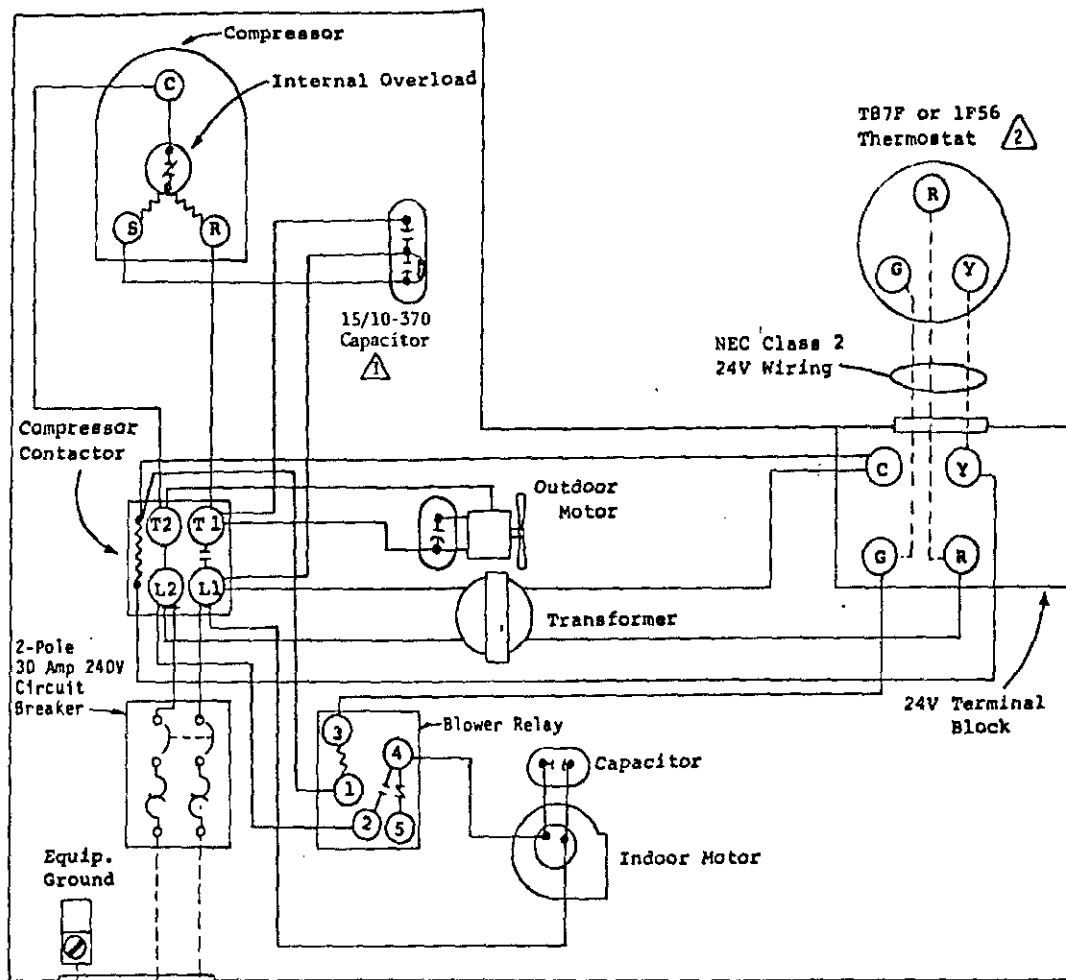 Compressor
C
Internal Overload
S
R
15/10-370
Capacitor
1
T87F or 1F56
Thermostat
2
R
G
Y
NEC Class 2
24V Wiring
Compressor
Contactor
C
Y
Outdoor
Motor
T2
T1
G
R
L2
L1
Transformer
2-Pole
30 Amp 240V
Circuit
Breaker
24V Terminal
Block
Blower Relay
3
4
1
2
5
Capacitor
Indoor Motor
Equip.
Ground